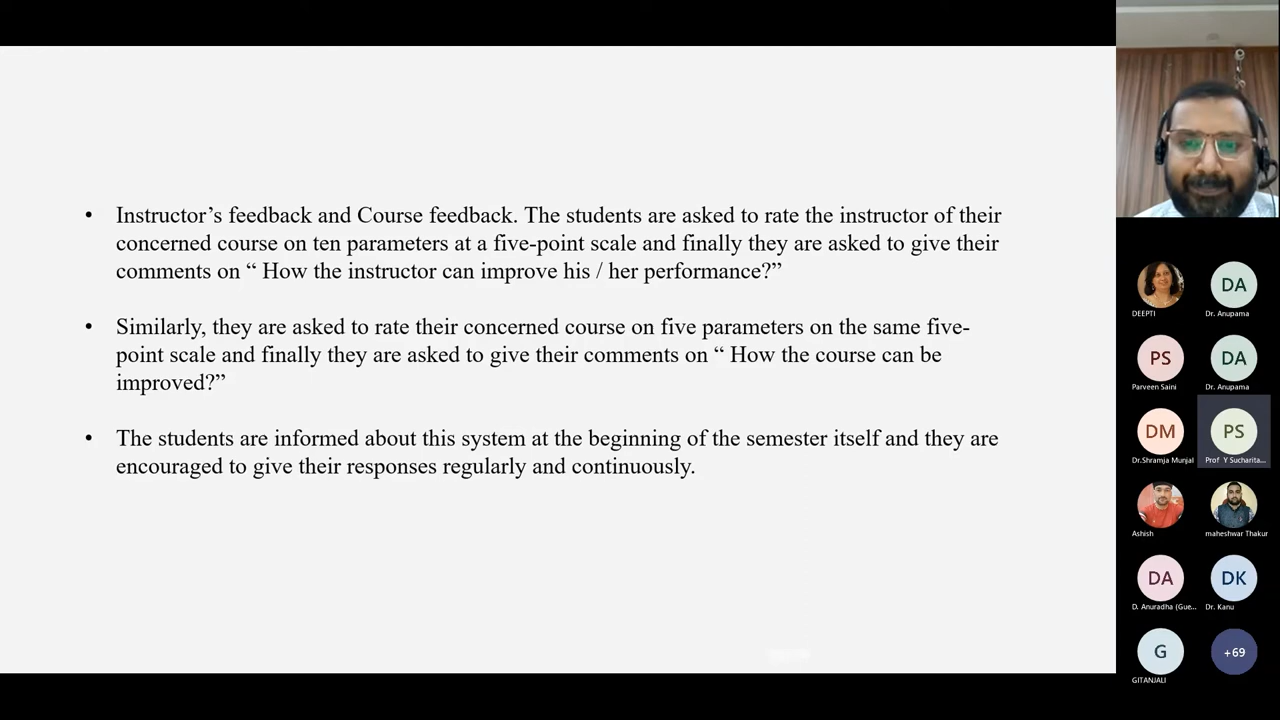 • Instructor’s feedback and Course feedback. The students are asked to rate the instructor of their
concerned course on ten parameters at a five-point scale and finally they are asked to give their
comments on “ How the instructor can improve his / her performance?”
• Similarly, they are asked to rate their concerned course on five parameters on the same five-
point scale and finally they are asked to give their comments on “ How the course can be
improved?”
• The students are informed about this system at the beginning of the semester itself and they are
encouraged to give their responses regularly and continuously.
DEEPTI
DA
Dr. Anupama
PS
Parveen Saini
DA
Dr. Anupama
DM
Dr.Shramja Munjal
PS
Prof Y Sucharita...
Ashish
maheshwar Thakur
DA
D. Anuradha (Gue...
DK
Dr. Kanu
G
GITANJALI
+69